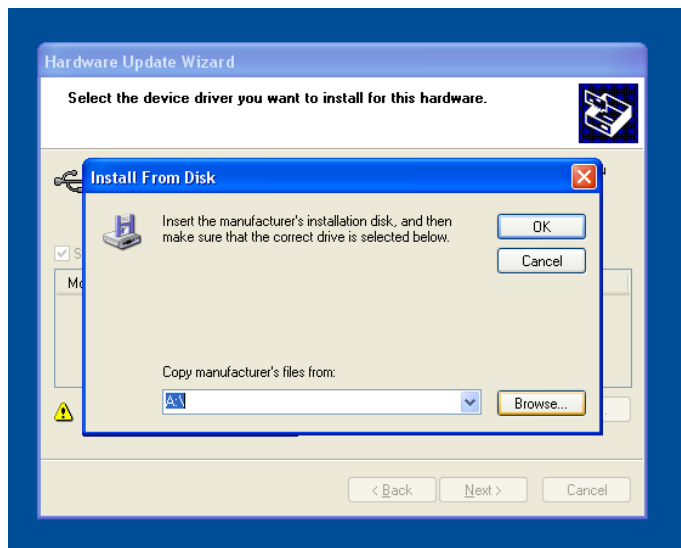 Hardware Update Wizard
Select the device driver you want to install for this hardware.
Install From Disk
Insert the manufacturer's installation disk, and then
make sure that the correct drive is selected below.
OK
Cancel
Copy manufacturer's files from:
A:\
Browse...
< Back
Next >
Cancel